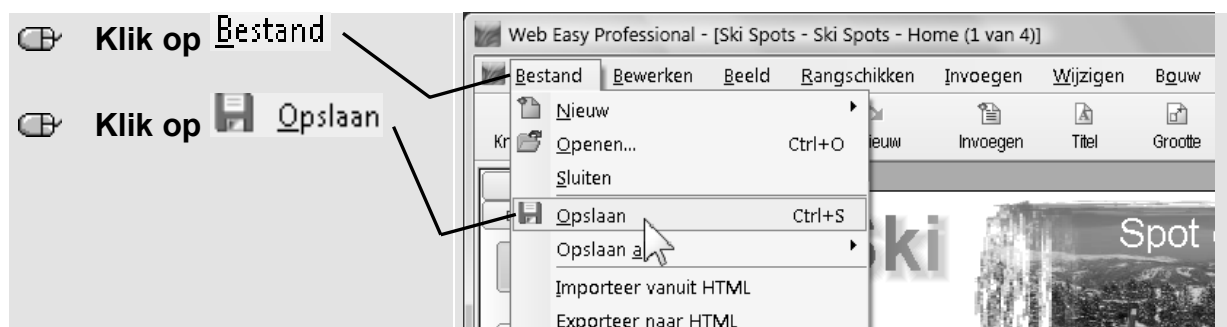 Klik op Bestand
Klik op Opslaan
Web Easy Professional - [Ski Spots - Ski Spots - Home (1 van 4)]
Bestand Bewerken Beeld Rangschikken Invoegen Wijzigen Bouw
Kn ieuw Invoegen Titel Grootte
Nieuw
Openen... Ctrl+O
Sluiten
Opslaan Ctrl+S
Opslaan a
Importeer vanuit HTML
Exporteer naar HTML
Ski Spot